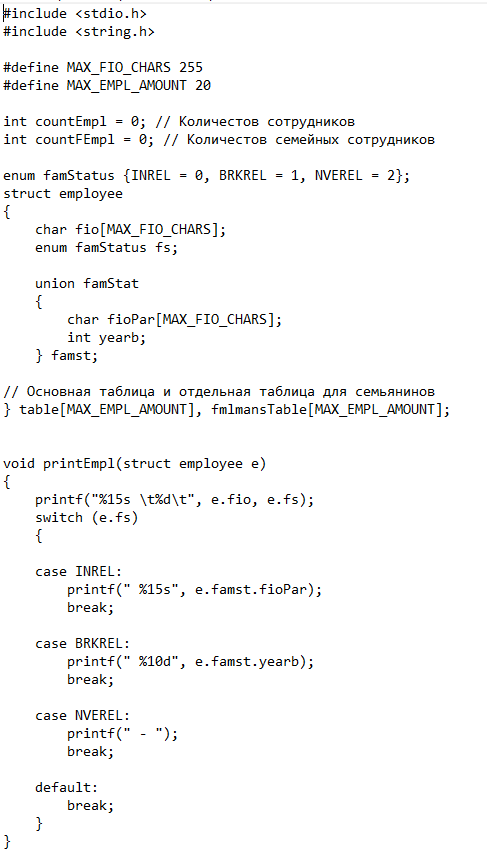 #include <stdio.h>
#include <string.h>

#define MAX_FIO_CHARS 255
#define MAX_EMPL_AMOUNT 20

int countEmpl = 0; // Количестов сотрудников
int countFEmpl = 0; // Количестов семейных сотрудников

enum famStatus {INREL = 0, BRKREL = 1, NVEREL = 2};
struct employee
{
    char fio[MAX_FIO_CHARS];
    enum famStatus fs;

    union famStat
    {
        char fioPar[MAX_FIO_CHARS];
        int yearb;
    } famst;

// Основная таблица и отдельная таблица для семьянинов
} table[MAX_EMPL_AMOUNT], fmlmansTable[MAX_EMPL_AMOUNT];


void printEmpl(struct employee e)
{
    printf("%15s \t%d\t", e.fio, e.fs);
    switch (e.fs)
    {

    case INREL:
        printf(" %15s", e.famst.fioPar);
        break;

    case BRKREL:
        printf(" %10d", e.famst.yearb);
        break;

    case NVEREL:
        printf(" - ");
        break;

    default:
        break;
    }
}